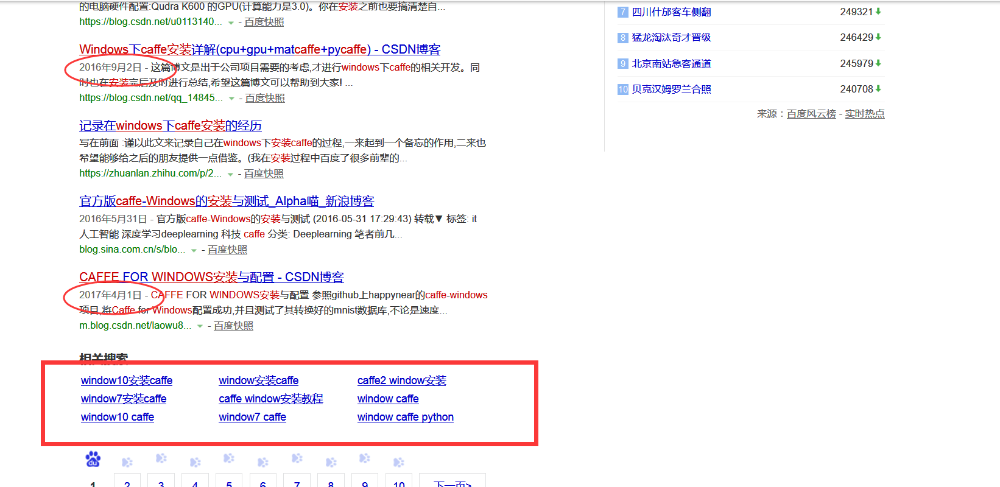 的电脑硬件配置:Qudra K600 的GPU(计算能力是3.0)。你在安装之前也要搞清楚自...
https://blog.csdn.net/u0113140... - 百度快照
Windows下caffe安装详解(cpu+gpu+matcaffe+pycaffe) - CSDN博客
2016年9月2日 - 这篇博文是出于公司项目需要的考虑,才进行windows下caffe的相关开发。同
时也在安装完后及时进行总结,希望这篇博文可以帮助到大家! ...
https://blog.csdn.net/qq_14845... - 百度快照
记录在windows下caffe安装的经历
写在前面 :谨以此文来记录自己在windows下安装caffe的过程,一来起到一个备忘的作用,二来也
希望能够给之后的朋友提供一点借鉴。(我在安装过程中百度了很多前辈的...
https://zhuanlan.zhihu.com/p/2... - 百度快照
官方版caffe-Windows的安装与测试_Alpha喵_新浪博客
2016年5月31日 - 官方版caffe-Windows的安装与测试 (2016-05-31 17:29:43) 转载▼ 标签: it
人工智能 深度学习deeplearning 科技 caffe 分类: Deeplearning 笔者前几...
blog.sina.com.cn/s/blo... - 百度快照
CAFFE FOR WINDOWS安装与配置 - CSDN博客
2017年4月1日 - CAFFE FOR WINDOWS安装与配置 参照github上happynear的caffe-windows
项目,将Caffe for Windows配置成功,并且测试了其转换好的mnist数据库,不论是速度...
m.blog.csdn.net/laowu8... - 百度快照
相关搜索
window10安装caffe window安装caffe caffe2 window安装
window7安装caffe caffe window安装教程 window caffe
window10 caffe window7 caffe window caffe python
du
1 2 3 4 5 6 7 8 9 10 下一页>
7 四川什邡客车侧翻 249321
8 猛龙淘汰奇才晋级 246429
9 北京南站急客通道 245979
10 贝克汉姆罗兰合照 240708
来源：百度风云榜 - 实时热点